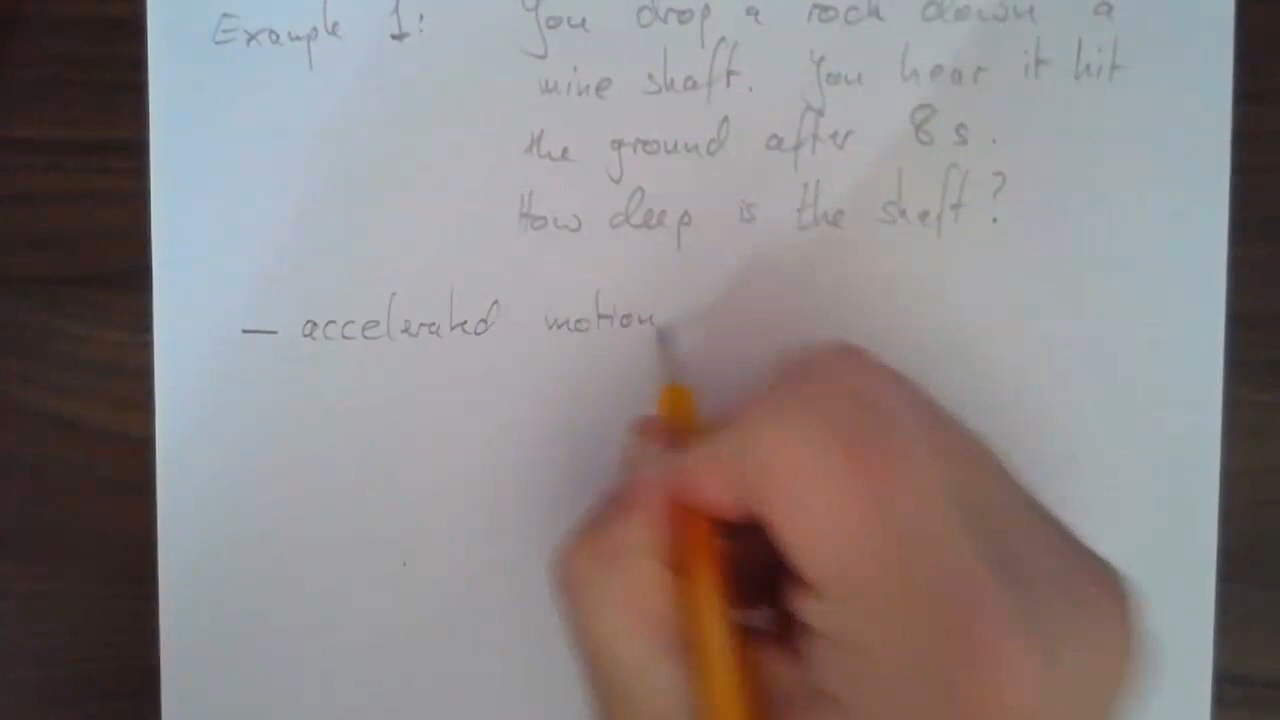 Example 1: You drop a rock down a
mine shaft. You hear it hit
the ground after 8 s.
How deep is the shaft?
— accelerated motion